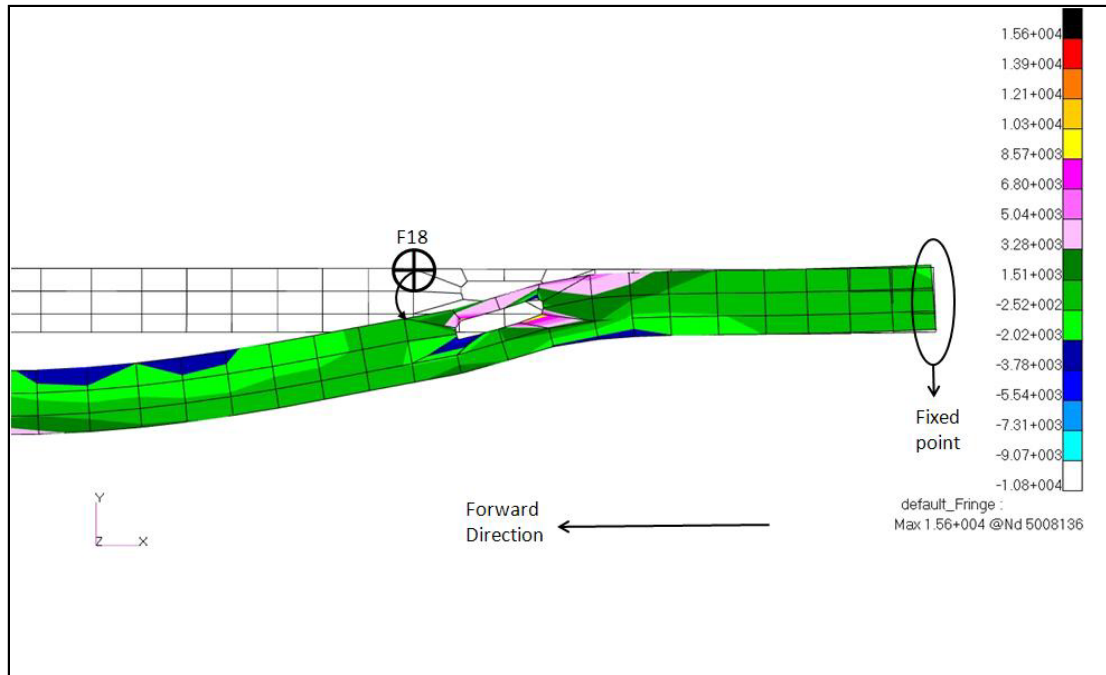 1.56+004
1.39+004
1.21+004
1.03+004
8.57+003
6.80+003
5.04+003
3.28+003
1.51+003
-2.52+002
-2.02+003
-3.78+003
-5.54+003
-7.31+003
-9.07+003
-1.08+004
default_Fringe :
Max 1.56+004 @Nd 5008136
F18
Fixed
point
Forward
Direction
Y
Z
X